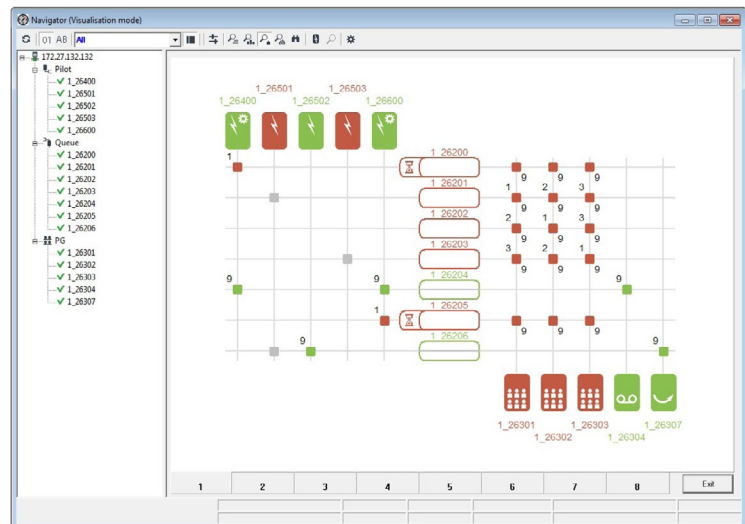 Navigator (Visualisation mode)
01 AB All
172.27.132.132
Pilot
1_26400
1_26501
1_26502
1_26503
1_26600
Queue
1_26200
1_26201
1_26202
1_26203
1_26204
1_26205
1_26206
PG
1_26301
1_26302
1_26303
1_26304
1_26307
1_26501 1_26503
1_26400 1_26502 1_26600
1 1_26200
9 9 9
1_26201
1 2 3
9 9 9
1_26202
2 1 3
9 9 9
1_26203
3 2 1
9 9 9
9 9 1_26204 9
1 1_26205
9 9 9
9 1_26206 9
1_26301 1_26303 1_26307
1_26302 1_26304
1 2 3 4 5 6 7 8 Exit